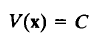 V(x) = C